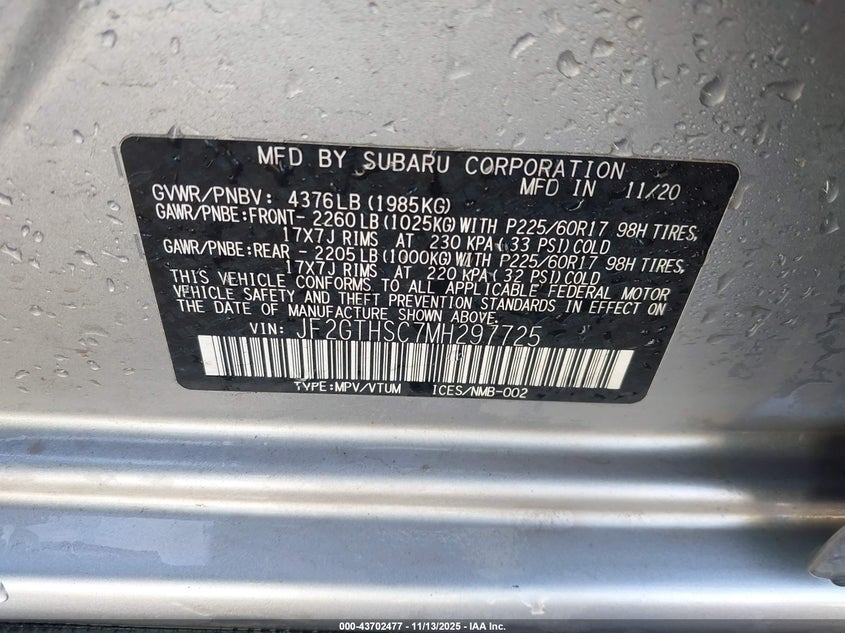 MFD BY SUBARU CORPORATION
MFD IN 11/20
GVWR/PNBV: 4376LB(1985KG)
GAWR/PNBE:FRONT- 2260LB(1025KG)WITH P225/60R17 98H TIRES,
17X7J RIMS AT 230 KPA(33 PSI)COLD
GAWR/PNBE:REAR - 2205LB(1000KG)WITH P225/60R17 98H TIRES,
17X7J RIMS AT 220 KPA(32 PSI)COLD
THIS VEHICLE CONFORMS TO ALL APPLICABLE FEDERAL MOTOR
VEHICLE SAFETY AND THEFT PREVENTION STANDARDS IN EFFECT ON
THE DATE OF MANUFACTURE SHOWN ABOVE.
VIN: JF2GTHSC7MH297725
TYPE:MPV/VTUM ICES/NMB-002
000-43702477 - 11/13/2025 - IAA Inc.